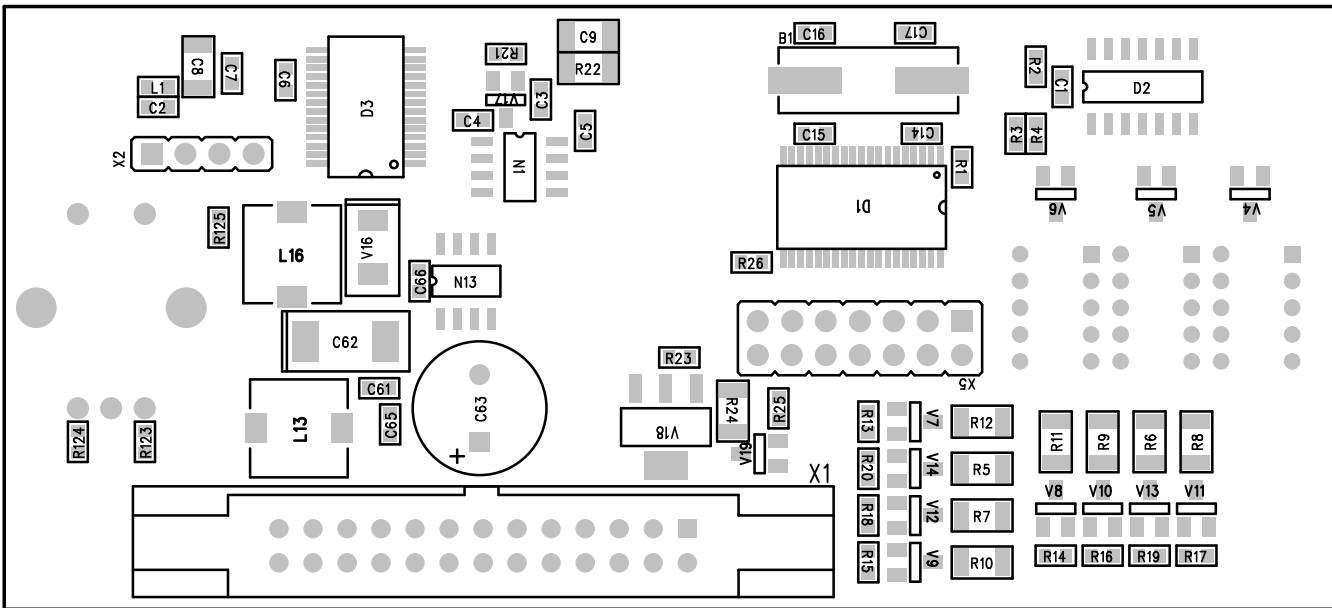 C8
C7
C6
L1
C2
D3
R21
V17
C3
C4
C5
C9
R22
N1
X2
B1
C16
C17
C15
C14
R1
D1
R26
R2
C1
D2
R3
R4
V6
V5
V4
R125
L16
V16
C66
N13
C62
C61
C65
L13
C63
+
R124
R123
R23
R24
R25
V18
V19
X5
X1
R13
V7
R12
R20
V14
R5
R18
V12
R7
R15
V9
R10
R11
R9
R6
R8
V8
V10
V13
V11
R14
R16
R19
R17